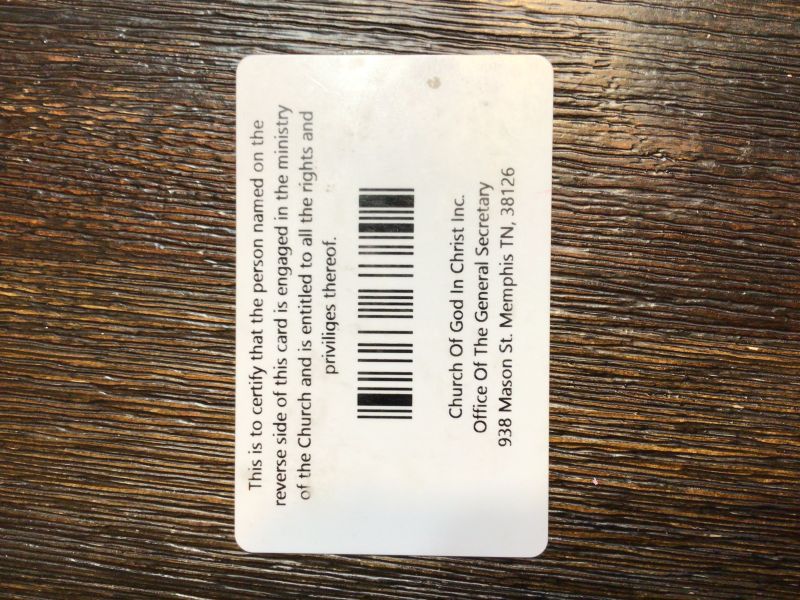 This is to certify that the person named on the
reverse side of this card is engaged in the ministry
of the Church and is entitled to all the rights and
priviliges thereof.
Church Of God In Christ Inc.
Office Of The General Secretary
938 Mason St. Memphis TN, 38126